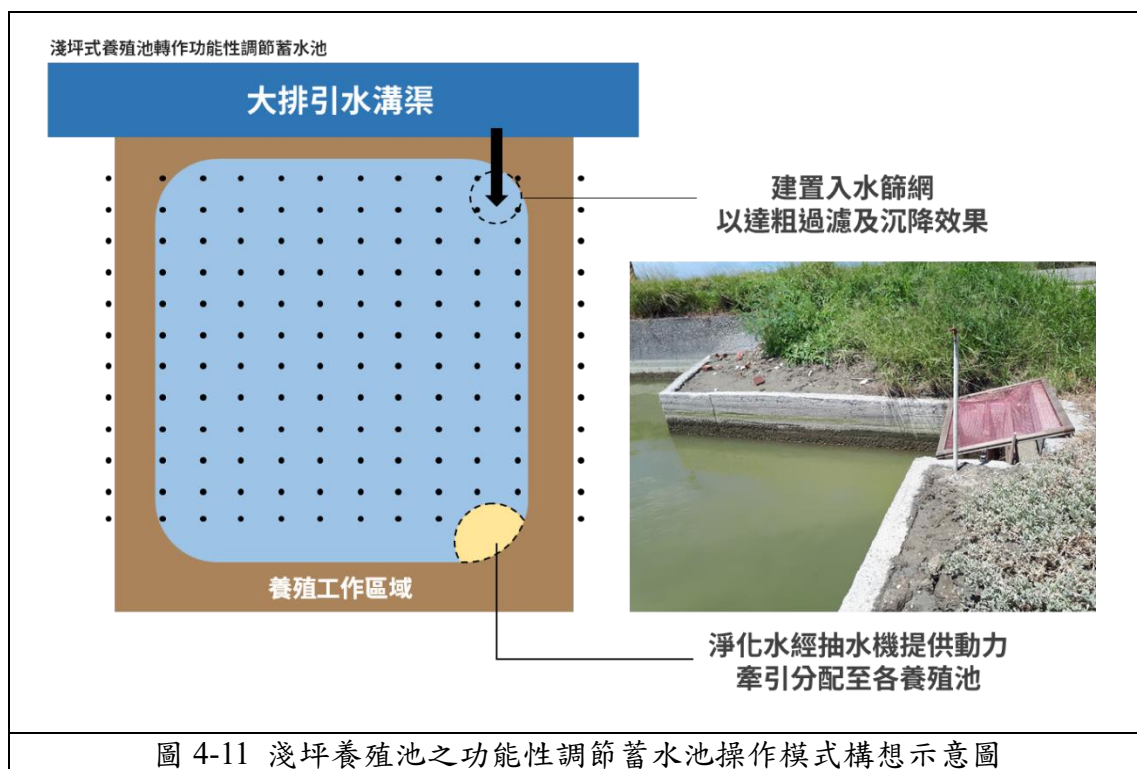 淺坪式養殖池轉作功能性調節蓄水池
大排引水溝渠
建置入水篩網
以達粗過濾及沉降效果
養殖工作區域
淨化水經抽水機提供動力
牽引分配至各養殖池
圖 4-11 淺坪養殖池之功能性調節蓄水池操作模式構想示意圖